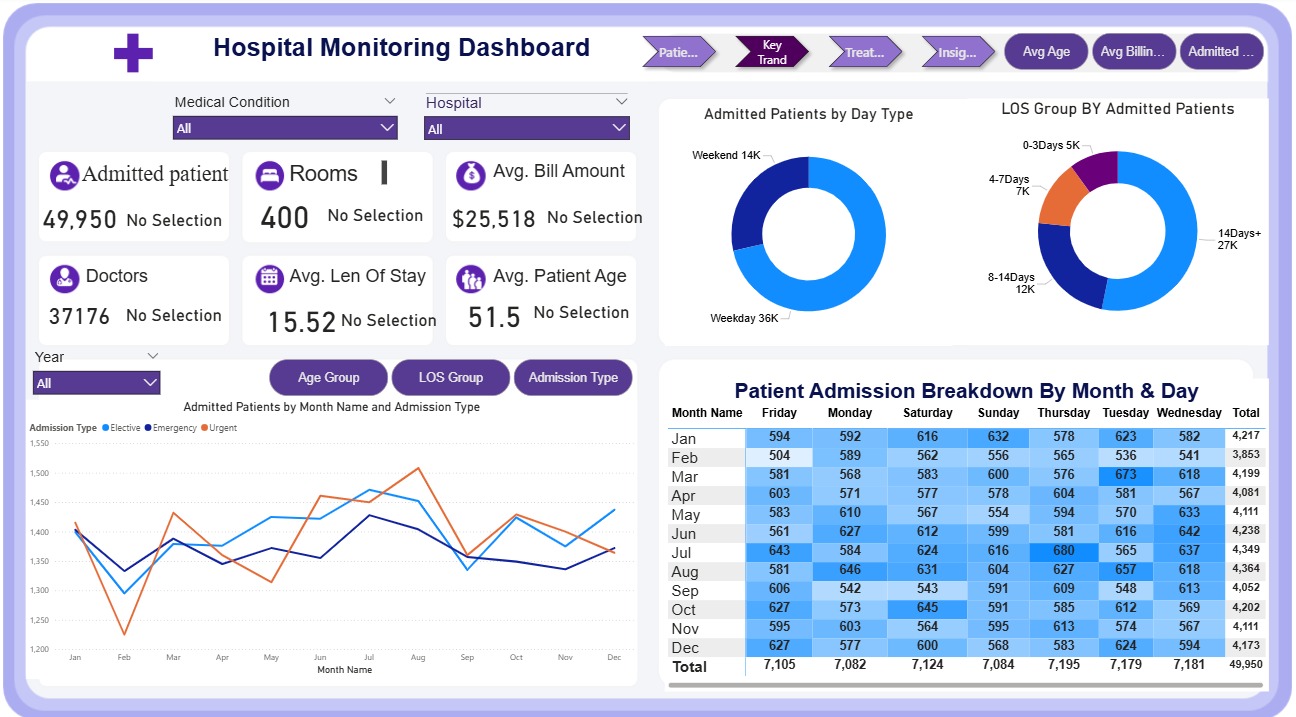 Hospital Monitoring Dashboard
Patie...
Key
Trand
Treat...
Insig...
Avg Age
Avg Billin...
Admitted ...
Medical Condition
All
Hospital
All
Admitted patient
49,950 No Selection
Rooms
400 No Selection
Avg. Bill Amount
$25,518 No Selection
Doctors
37176 No Selection
Avg. Len Of Stay
15.52 No Selection
Avg. Patient Age
51.5 No Selection
Admitted Patients by Day Type
Weekend 14K
Weekday 36K
LOS Group BY Admitted Patients
0-3Days 5K
4-7Days
7K
8-14Days
12K
14Days+
27K
Year
All
Age Group
LOS Group
Admission Type
Admitted Patients by Month Name and Admission Type
Admission Type Elective Emergency Urgent
1,550
1,500
1,450
1,400
1,350
1,300
1,250
1,200
Jan Feb Mar Apr May Jun Jul Aug Sep Oct Nov Dec
Month Name
Patient Admission Breakdown By Month & Day
Month Name Friday Monday Saturday Sunday Thursday Tuesday Wednesday Total
Jan 594 592 616 632 578 623 582 4,217
Feb 504 589 562 556 565 536 541 3,853
Mar 581 568 583 600 576 673 618 4,199
Apr 603 571 577 578 604 581 567 4,081
May 583 610 567 554 594 570 633 4,111
Jun 561 627 612 599 581 616 642 4,238
Jul 643 584 624 616 680 565 637 4,349
Aug 581 646 631 604 627 657 618 4,364
Sep 606 542 543 591 609 548 613 4,052
Oct 627 573 645 591 585 612 569 4,202
Nov 595 603 564 595 613 574 567 4,111
Dec 627 577 600 568 583 624 594 4,173
Total 7,105 7,082 7,124 7,084 7,195 7,179 7,181 49,950